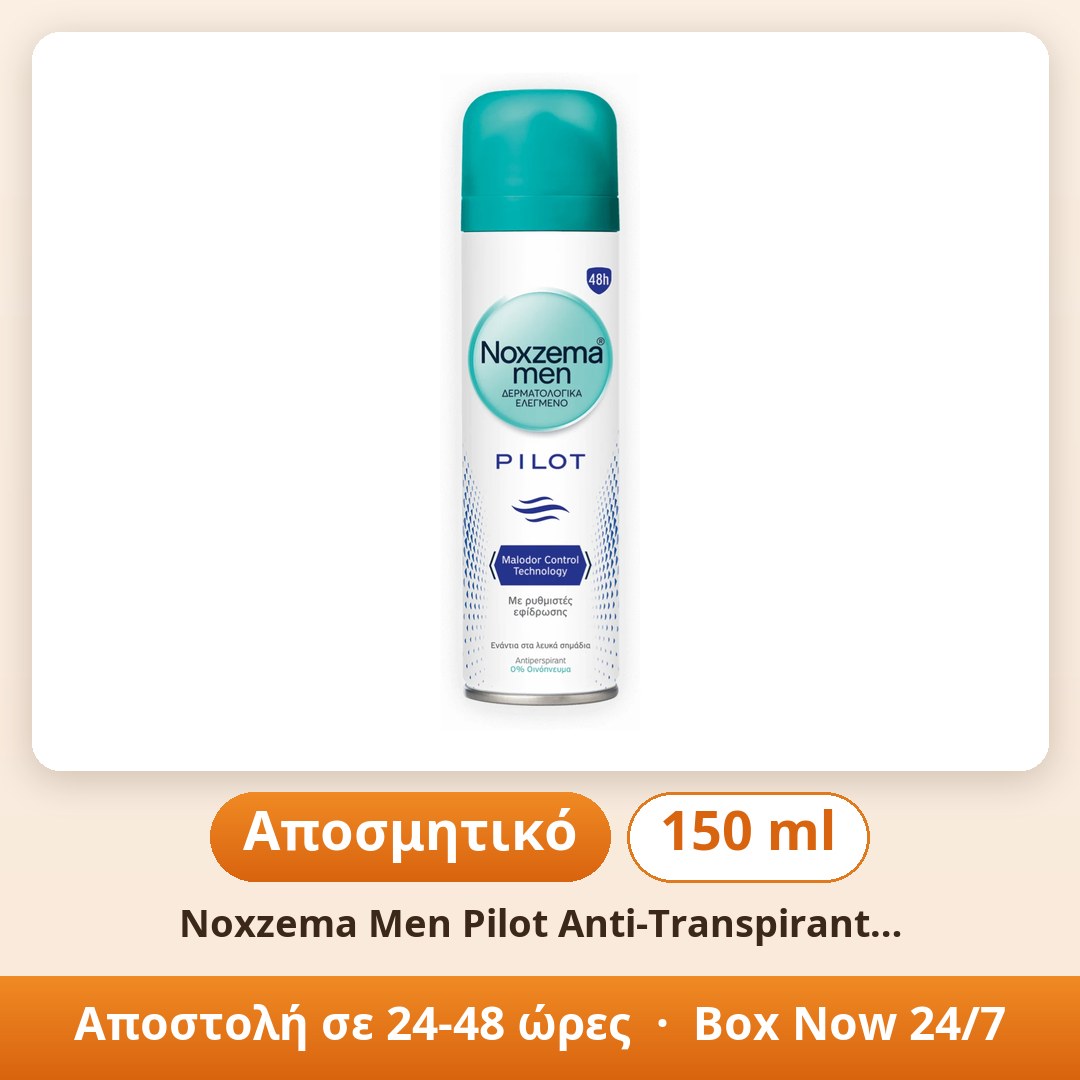 48h
Noxzema®
men
ΔΕΡΜΑΤΟΛΟΓΙΚΑ
ΕΛΕΓΜΕΝΟ
PILOT
Malodor Control
Technology
Με ρυθμιστές
εφίδρωσης
Ενάντια στα λευκά σημάδια
Antiperspirant
0% Οινόπνευμα
Αποσμητικό 150 ml
Noxzema Men Pilot Anti-Transpirant...
Αποστολή σε 24-48 ώρες · Box Now 24/7